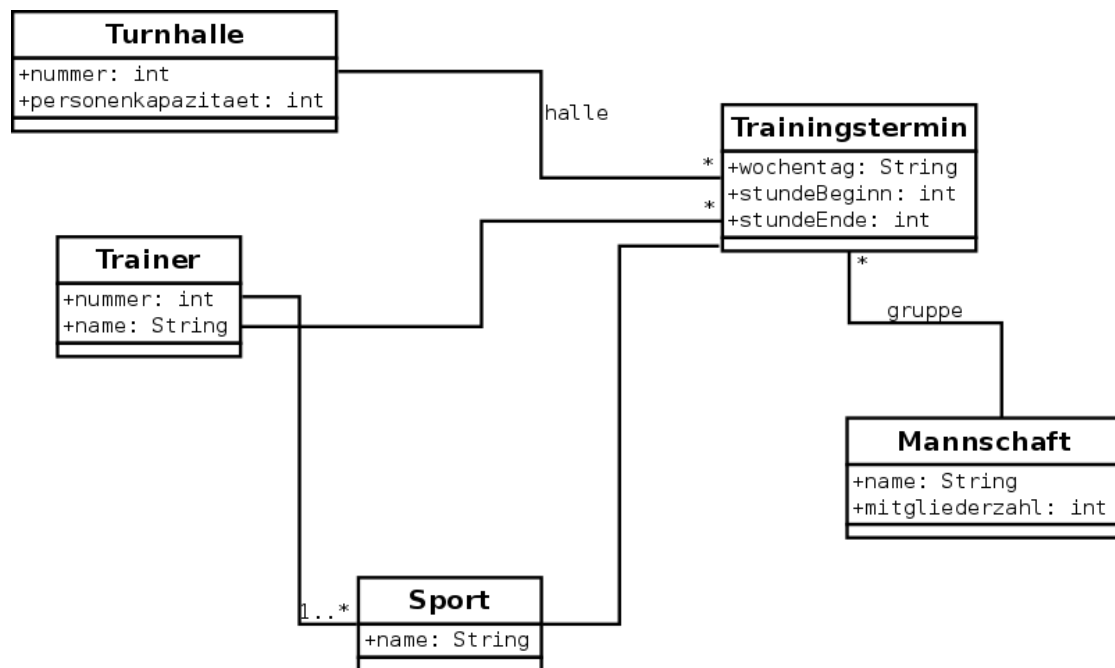 Turnhalle
+nummer: int
+personenkapazitaet: int
halle
Trainingstermin
+wochentag: String
+stundeBeginn: int
+stundeEnde: int
*
*
*
Trainer
+nummer: int
+name: String
gruppe
Mannschaft
+name: String
+mitgliederzahl: int
1..*
Sport
+name: String